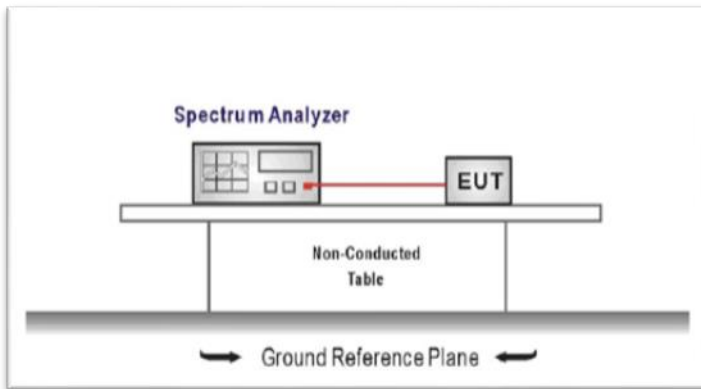 Spectrum Analyzer
EUT
Non-Conducted
Table
Ground Reference Plane